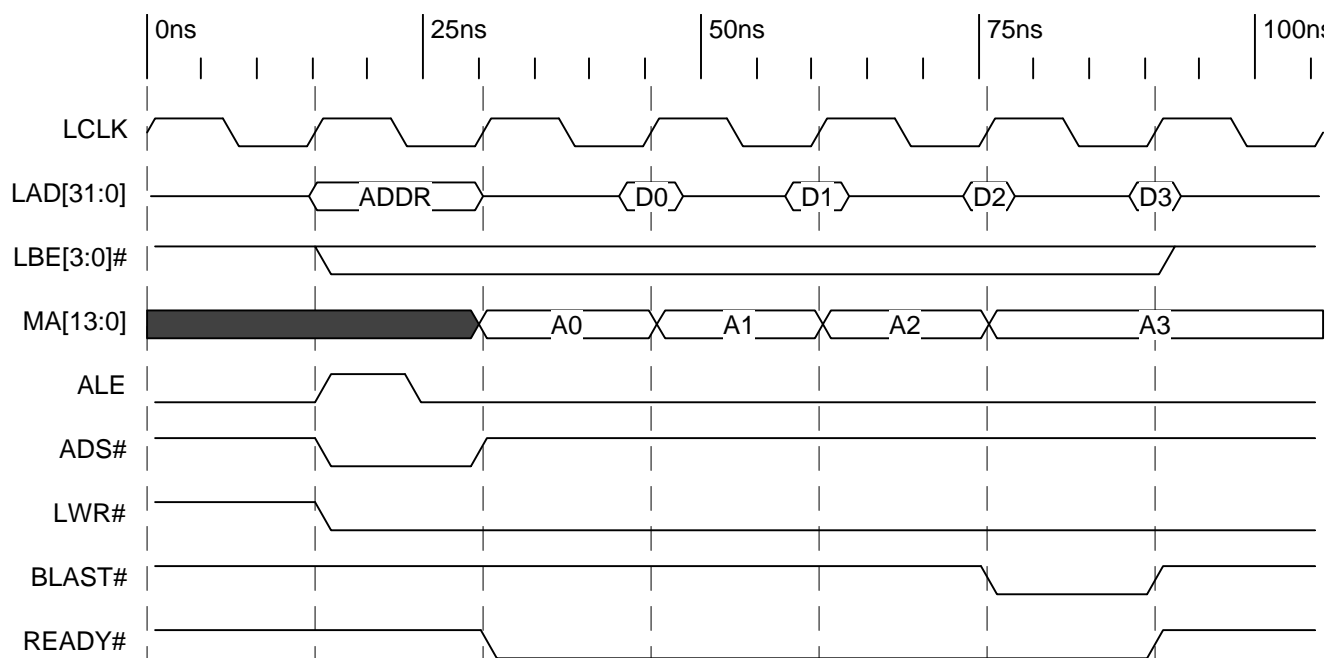 0ns 25ns 50ns 75ns 100ns
LCLK
LAD[31:0] ADDR D0 D1 D2 D3
LBE[3:0]#
MA[13:0] A0 A1 A2 A3
ALE
ADS#
LWR#
BLAST#
READY#